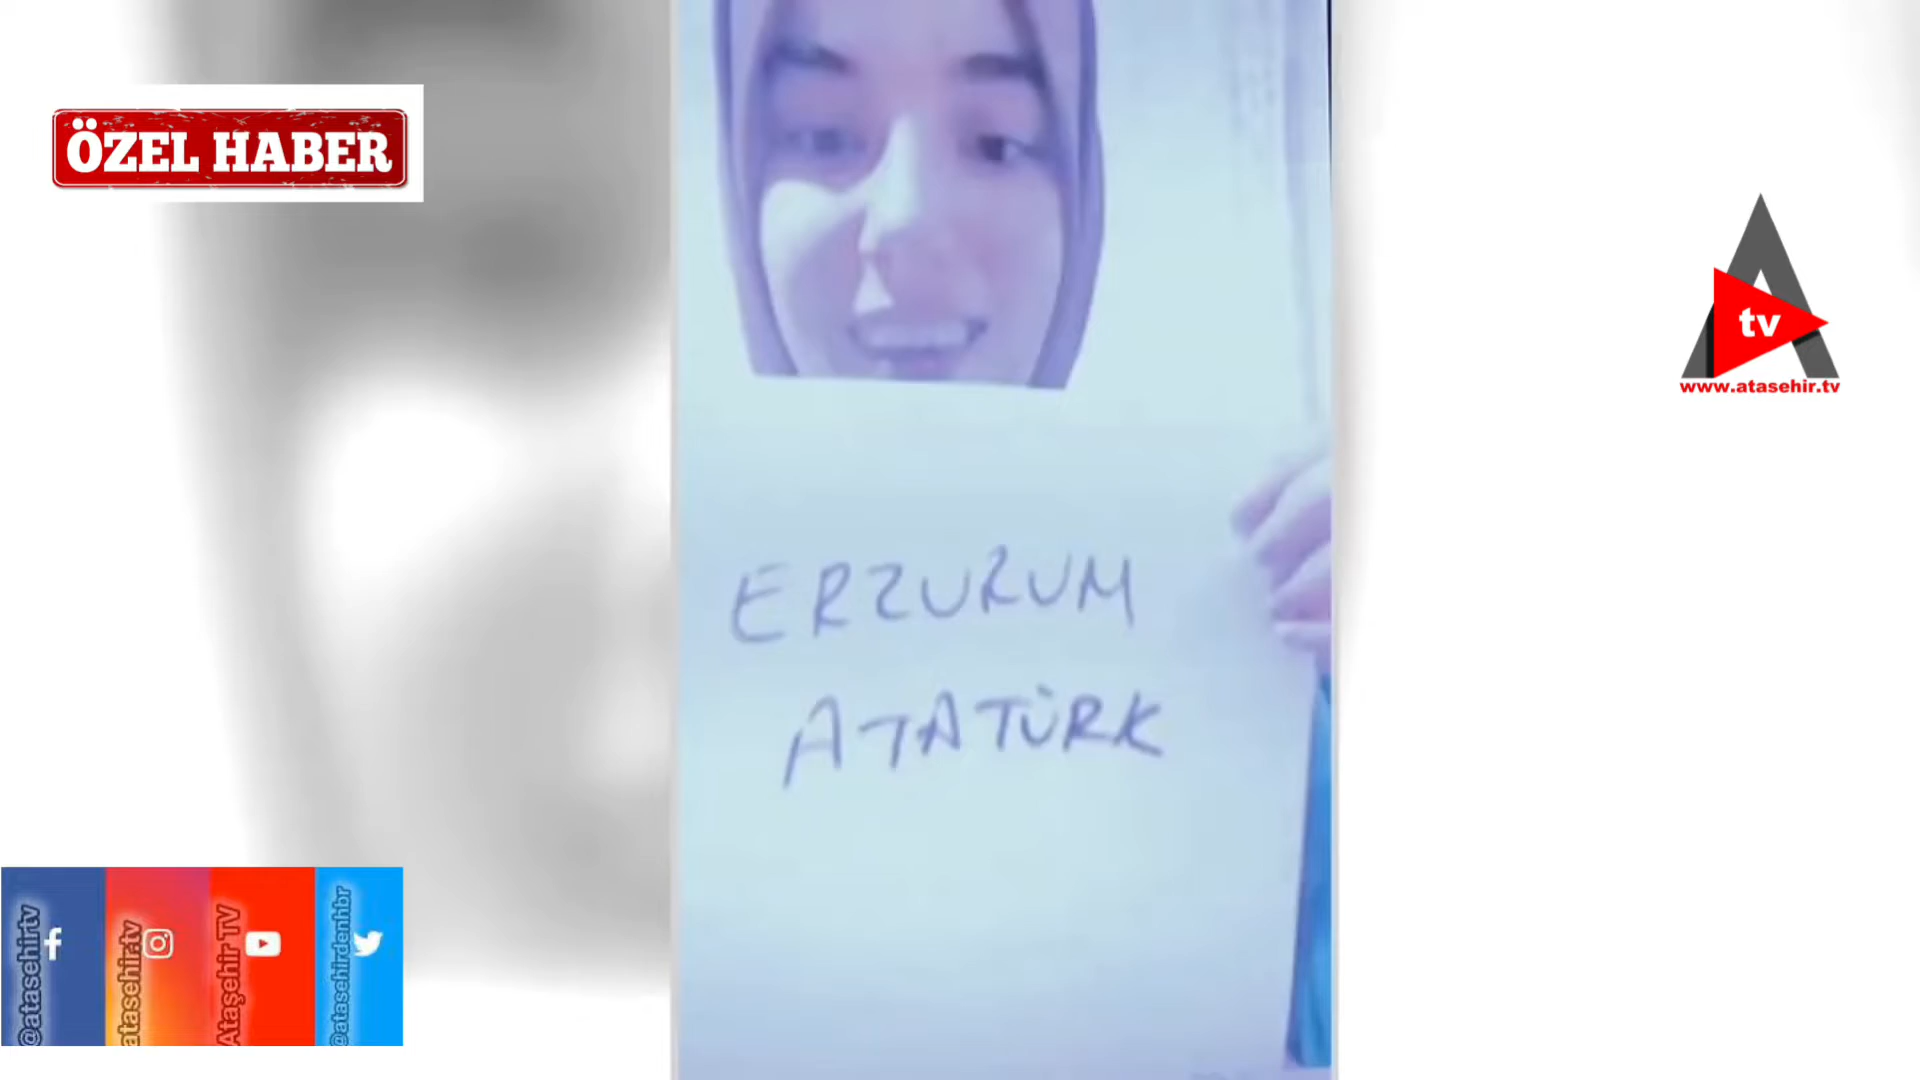 ÖZEL HABER
tv
www.atasehir.tv
ERZURUM
ATATÜRK
@atasehirtv
atasehir.tv
Ataşehir TV
@atasehirdenhbr